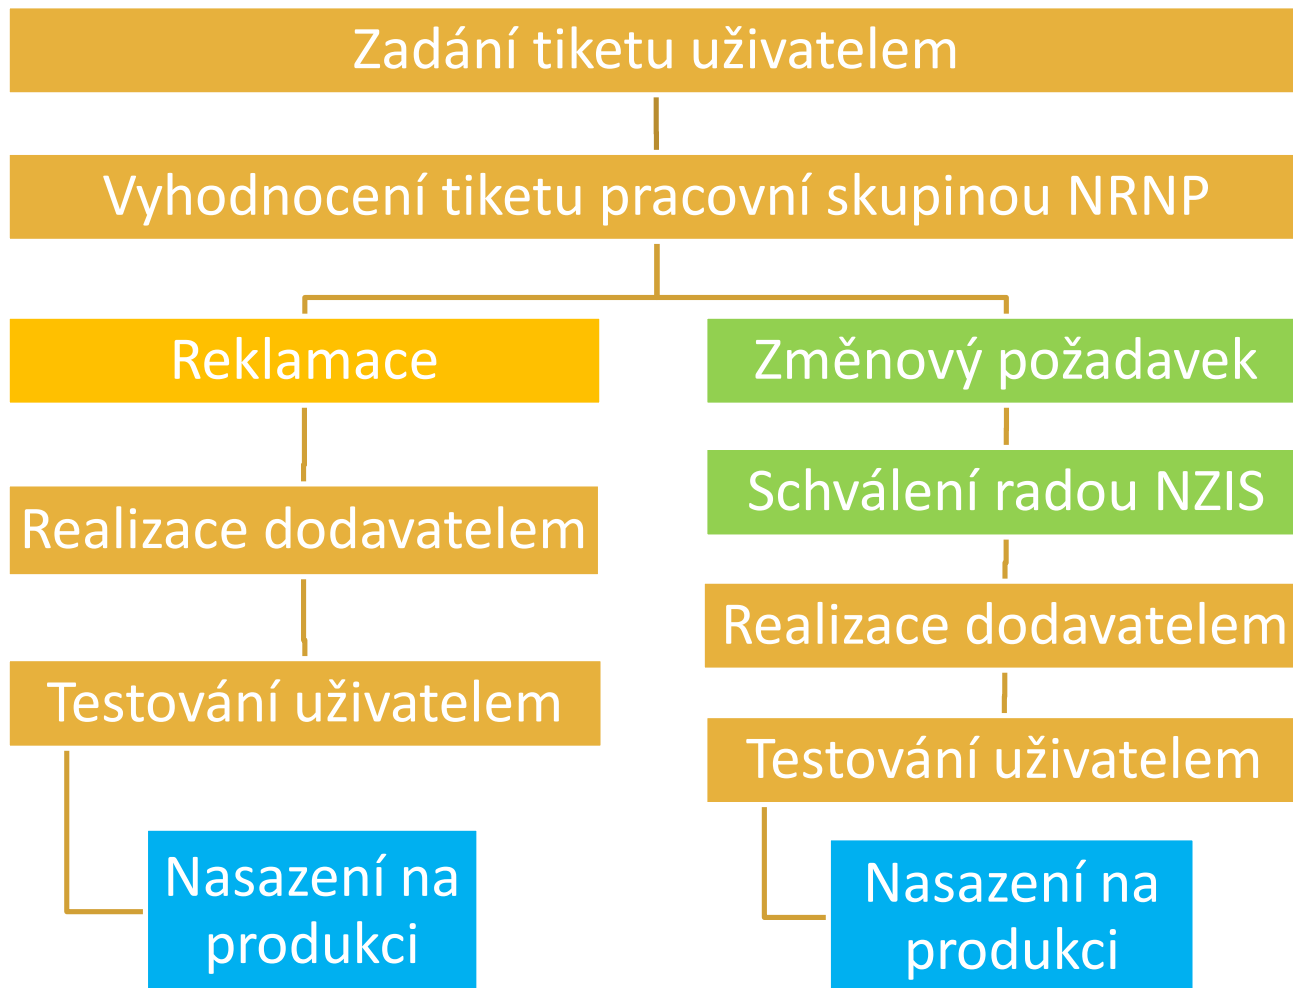 Zadání tiketu uživatelem
Vyhodnocení tiketu pracovní skupinou NRNP
Reklamace
Realizace dodavatelem
Testování uživatelem
Nasazení na
produkci
Změnový požadavek
Schválení radou NZIS
Realizace dodavatelem
Testování uživatelem
Nasazení na
produkci